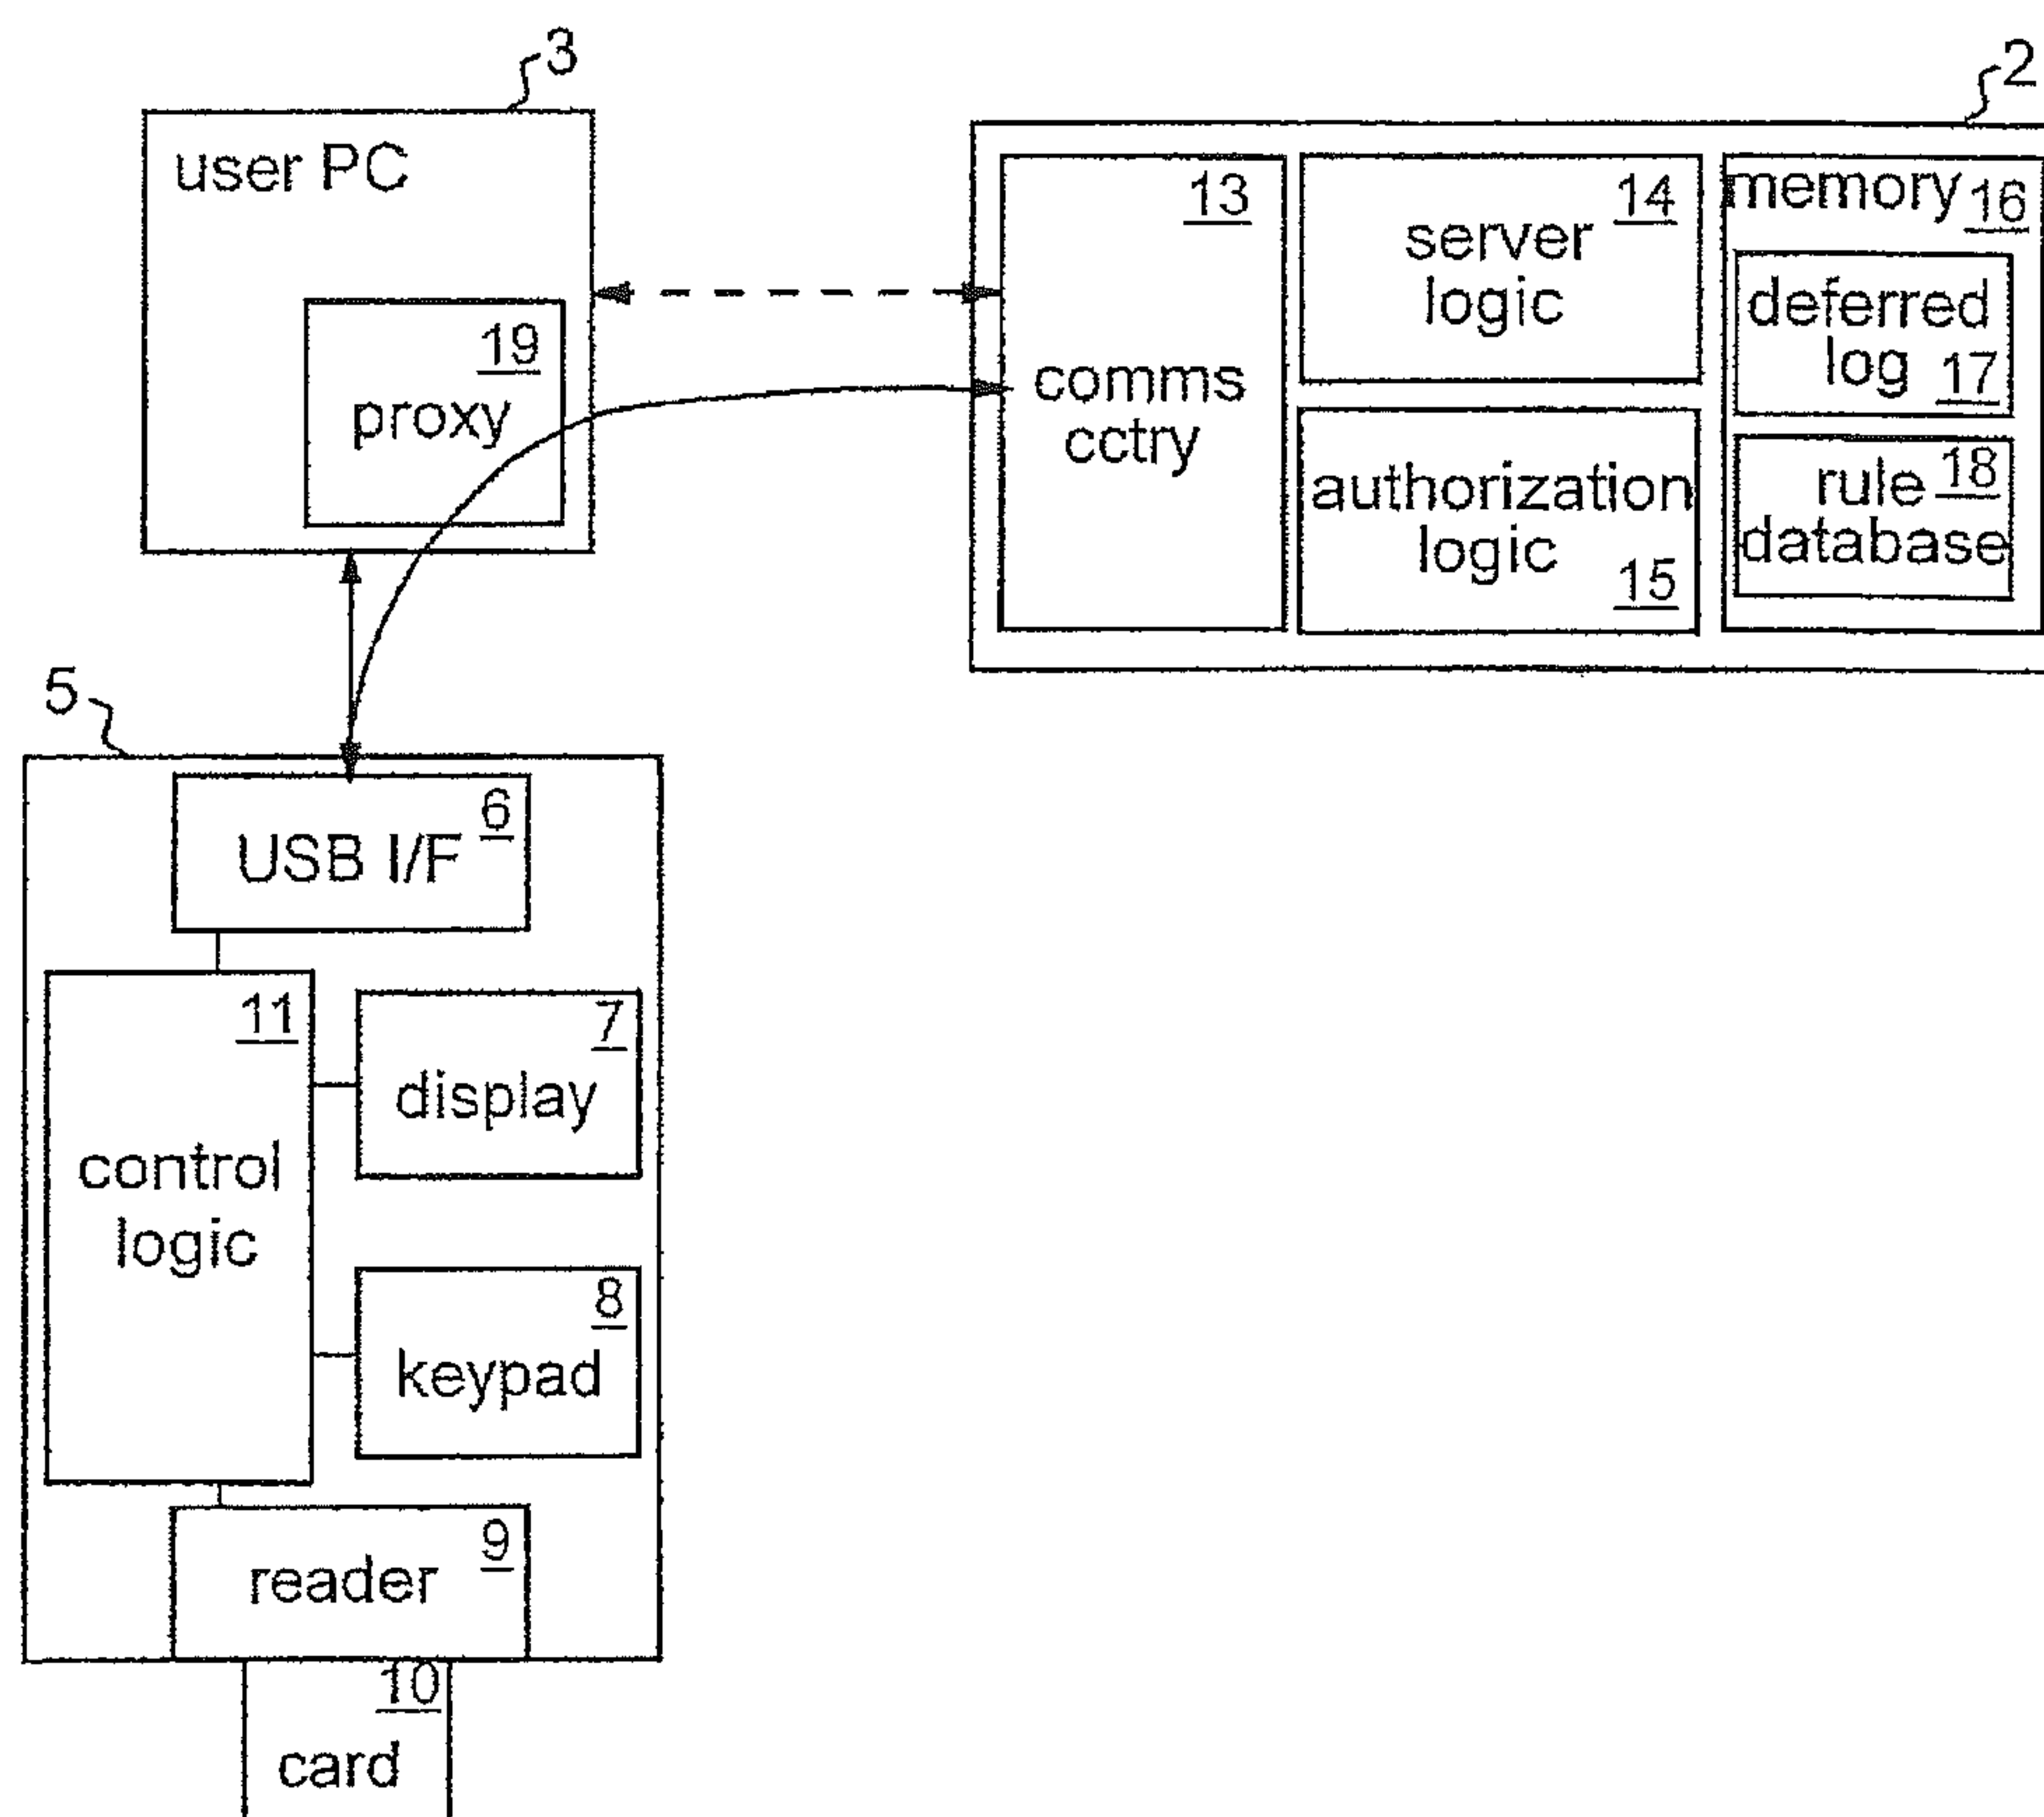 3
user PC
19
proxy
2
13
comms
cctry
14
server
logic
authorization
logic
15
memory 16
deferred
log 17
18
rule
database
5
6
USB I/F
11
control
logic
7
display
8
keypad
9
reader
10
card